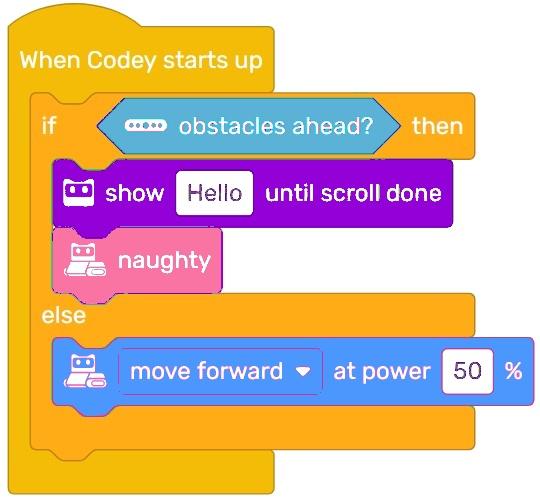 When Codey starts up
if obstacles ahead? then
show Hello until scroll done
naughty
else
move forward at power 50 %